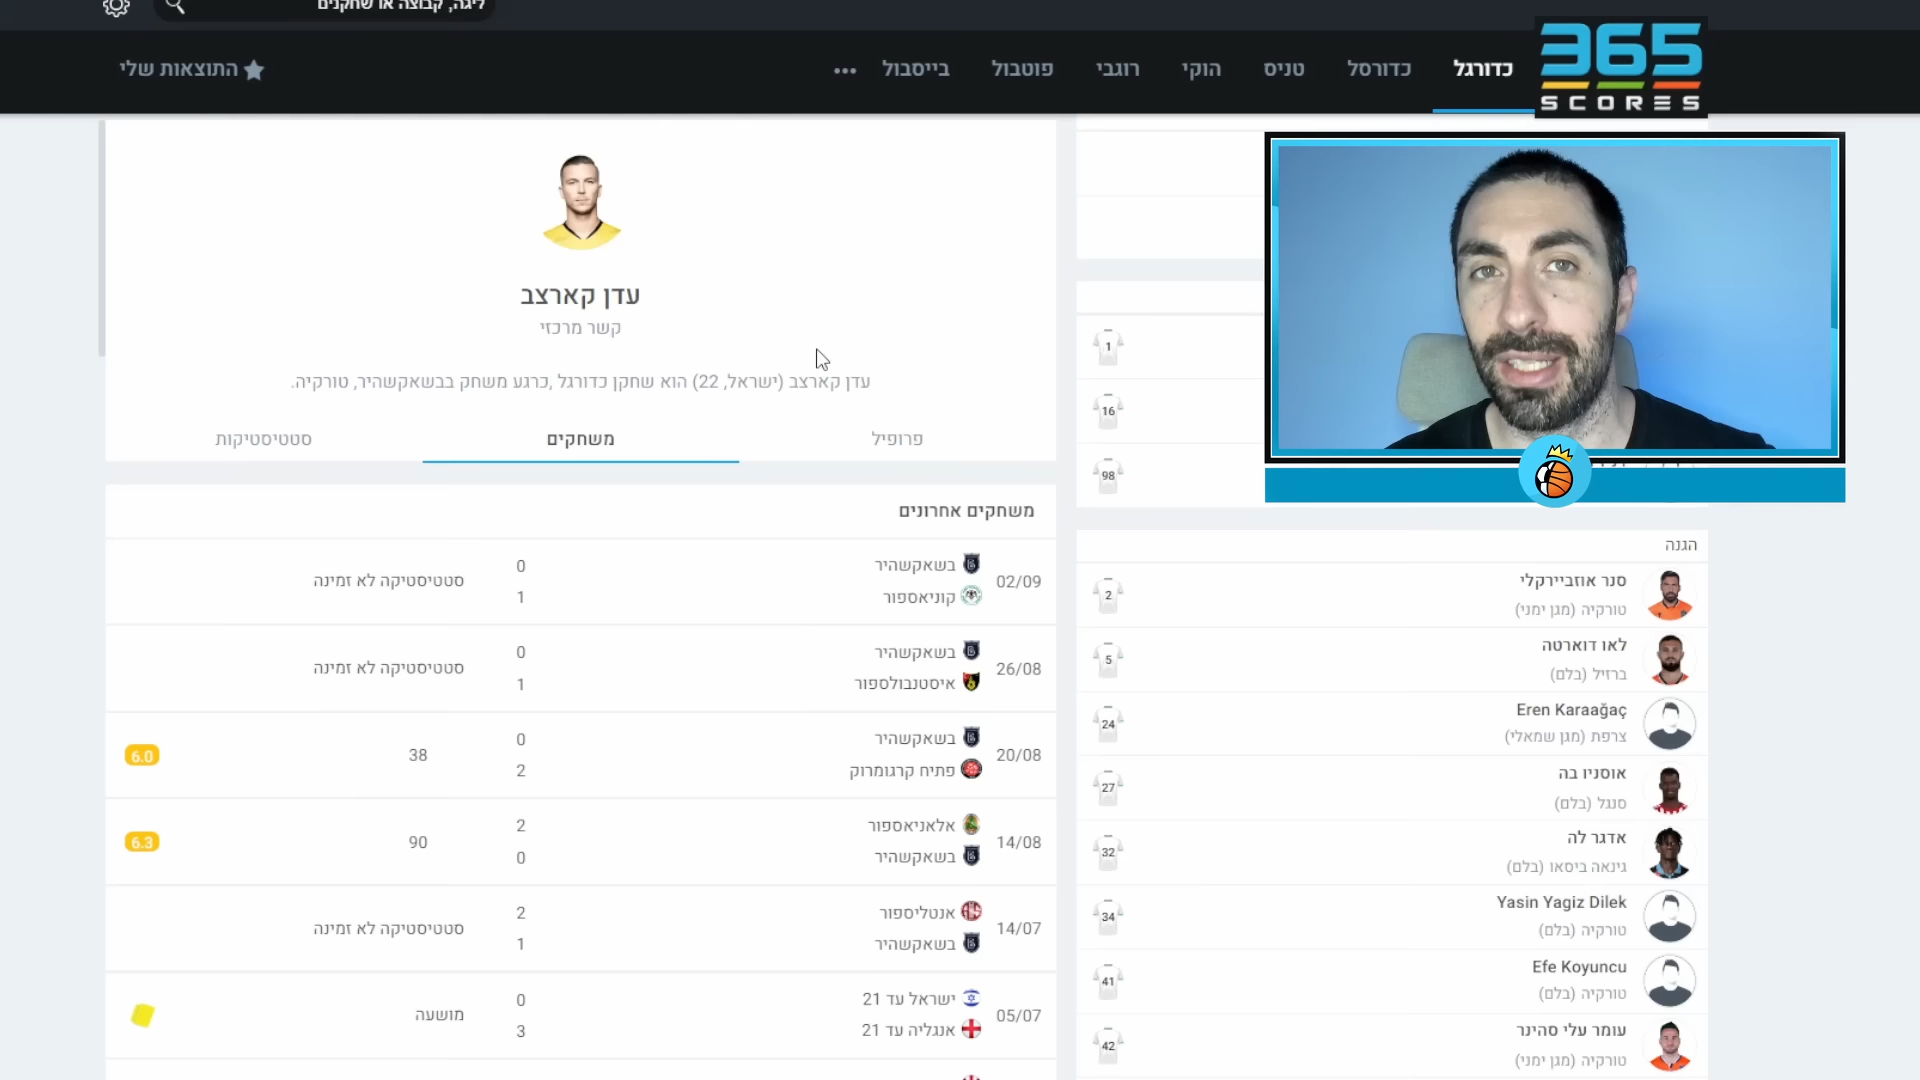 ליגה, קבוצה או שחקנים
365
SCORES
כדורגל
כדורסל
טניס
הוקי
רוגבי
פוטבול
בייסבול
•••
התוצאות שלי
עדן קארצב
קשר מרכזי
עדן קארצב (ישראל, 22) הוא שחקן כדורגל ,כרגע משחק בבשאקשהיר, טורקיה.
פרופיל
משחקים
סטטיסטיקות
משחקים אחרונים
02/09
בשאקשהיר 0
קוניאספור 1
סטטיסטיקה לא זמינה
26/08
בשאקשהיר 0
איסטנבולספור 1
סטטיסטיקה לא זמינה
20/08
בשאקשהיר 0
פתיח קרגומרוק 2
38
6.0
14/08
אלאניאספור 2
בשאקשהיר 0
90
6.3
14/07
אנטליספור 2
בשאקשהיר 1
סטטיסטיקה לא זמינה
05/07
ישראל עד 21 0
אנגליה עד 21 3
מושעה
1
16
98
הגנה
סנר אוזביירקלי
טורקיה (מגן ימני)
2
לאו דוארטה
ברזיל (בלם)
5
Eren Karaağaç
צרפת (מגן שמאלי)
24
אוסניו בה
סנגל (בלם)
27
אדגר לה
גינאה ביסאו (בלם)
32
Yasin Yagiz Dilek
טורקיה (בלם)
34
Efe Koyuncu
טורקיה (בלם)
41
עומר עלי סהינר
טורקיה (מגן ימני)
42